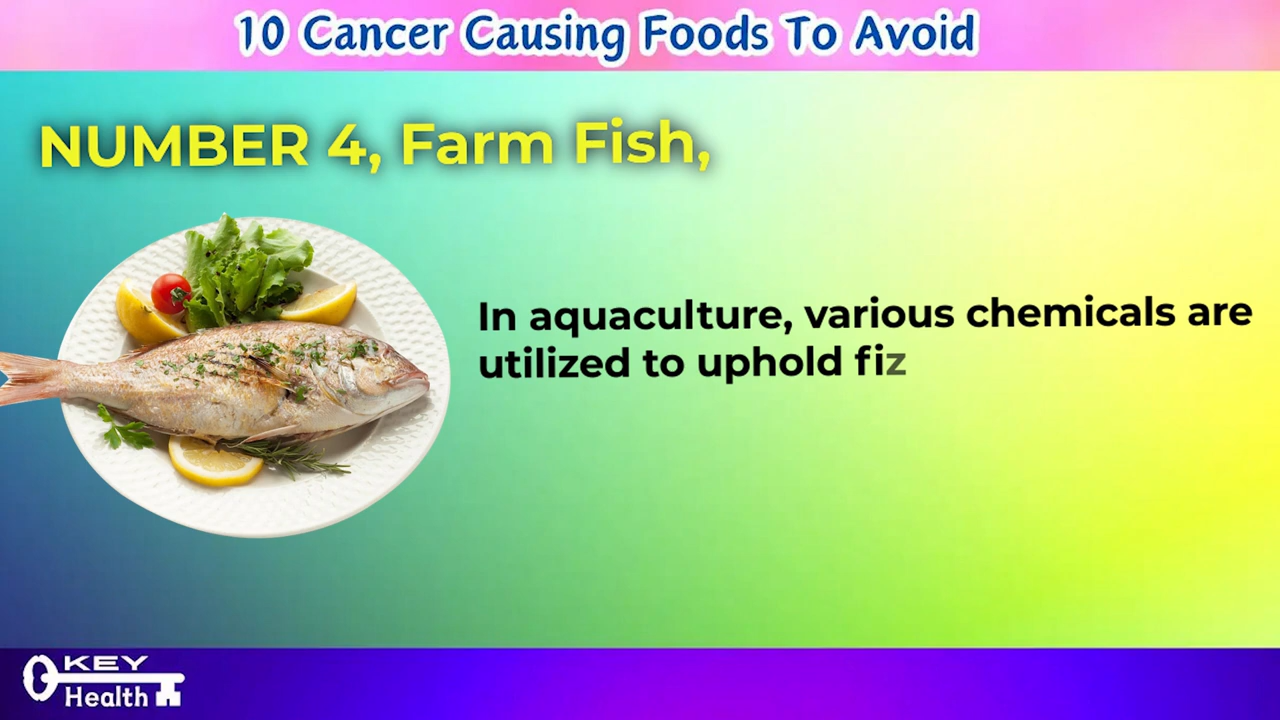 10 Cancer Causing Foods To Avoid
NUMBER 4, Farm Fish,
In aquaculture, various chemicals are
utilized to uphold fiz
KEY
Health